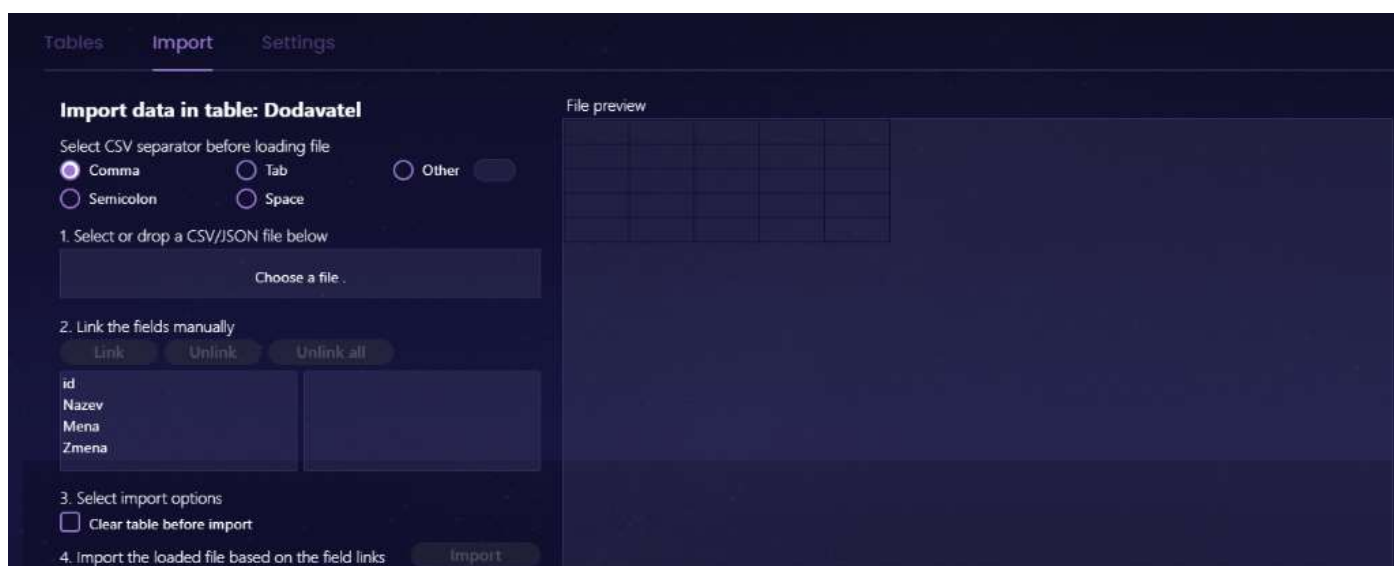 Tables Import Settings
Import data in table: Dodavatel
File preview
Select CSV separator before loading file
Comma Tab Other
Semicolon Space
1. Select or drop a CSV/JSON file below
Choose a file .
2. Link the fields manually
Link Unlink Unlink all
id
Nazev
Mena
Zmena
3. Select import options
Clear table before import
4. Import the loaded file based on the field links Import